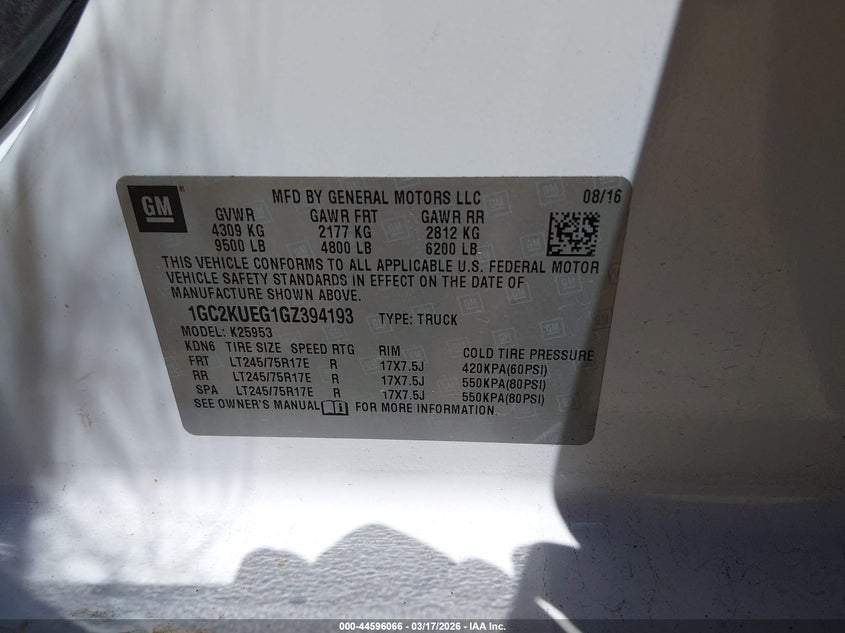 GM
MFD BY GENERAL MOTORS LLC 08/16
GVWR GAWR FRT GAWR RR
4309 KG 2177 KG 2812 KG
9500 LB 4800 LB 6200 LB
THIS VEHICLE CONFORMS TO ALL APPLICABLE U.S. FEDERAL MOTOR
VEHICLE SAFETY STANDARDS IN EFFECT ON THE DATE OF
MANUFACTURE SHOWN ABOVE.
1GC2KUEG1GZ394193 TYPE: TRUCK
MODEL: K25953
KDN6 TIRE SIZE SPEED RTG RIM COLD TIRE PRESSURE
FRT LT245/75R17E R 17X7.5J 420KPA(60PSI)
RR LT245/75R17E R 17X7.5J 550KPA(80PSI)
SPA LT245/75R17E R 17X7.5J 550KPA(80PSI)
SEE OWNER'S MANUAL FOR MORE INFORMATION.
000-44596066 — 03/17/2026 — IAA Inc.